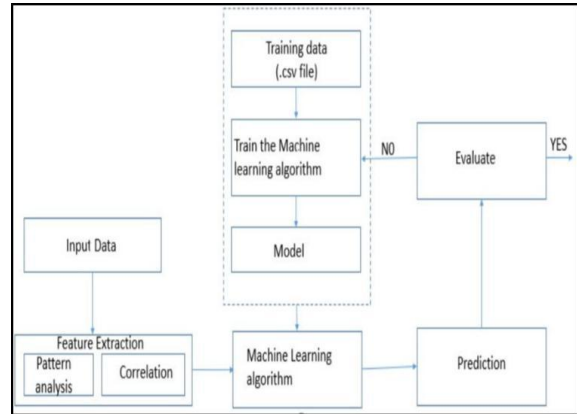 Training data
(.csv file)
Train the Machine
learning algorithm
NO
Evaluate
YES
Model
Input Data
Feature Extraction
Pattern
analysis
Correlation
Machine Learning
algorithm
Prediction